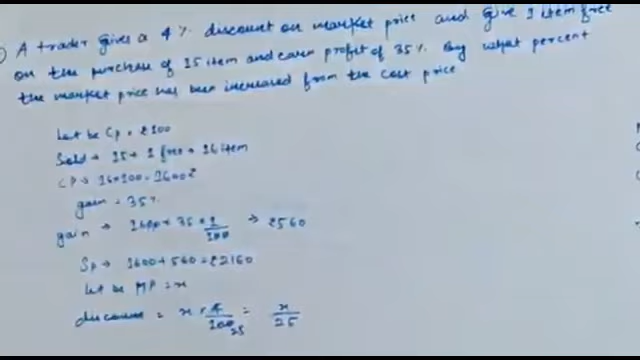 A trader gives a 4% discount on market price and give 1 item free
on the purchase of 15 item and earn profit of 35%. By what percent
the market price has been increased from the cost price
Let be Cp = ₹100
Sold → 15 + 1 free = 16 item
CP → 16×100 = 1600₹
gain = 35%
gain → 1600 × 35 × 1/100 → ₹560
SP → 1600 + 560 = ₹2160
Let be MP = x
discount = x × 4/100 25 = x/25